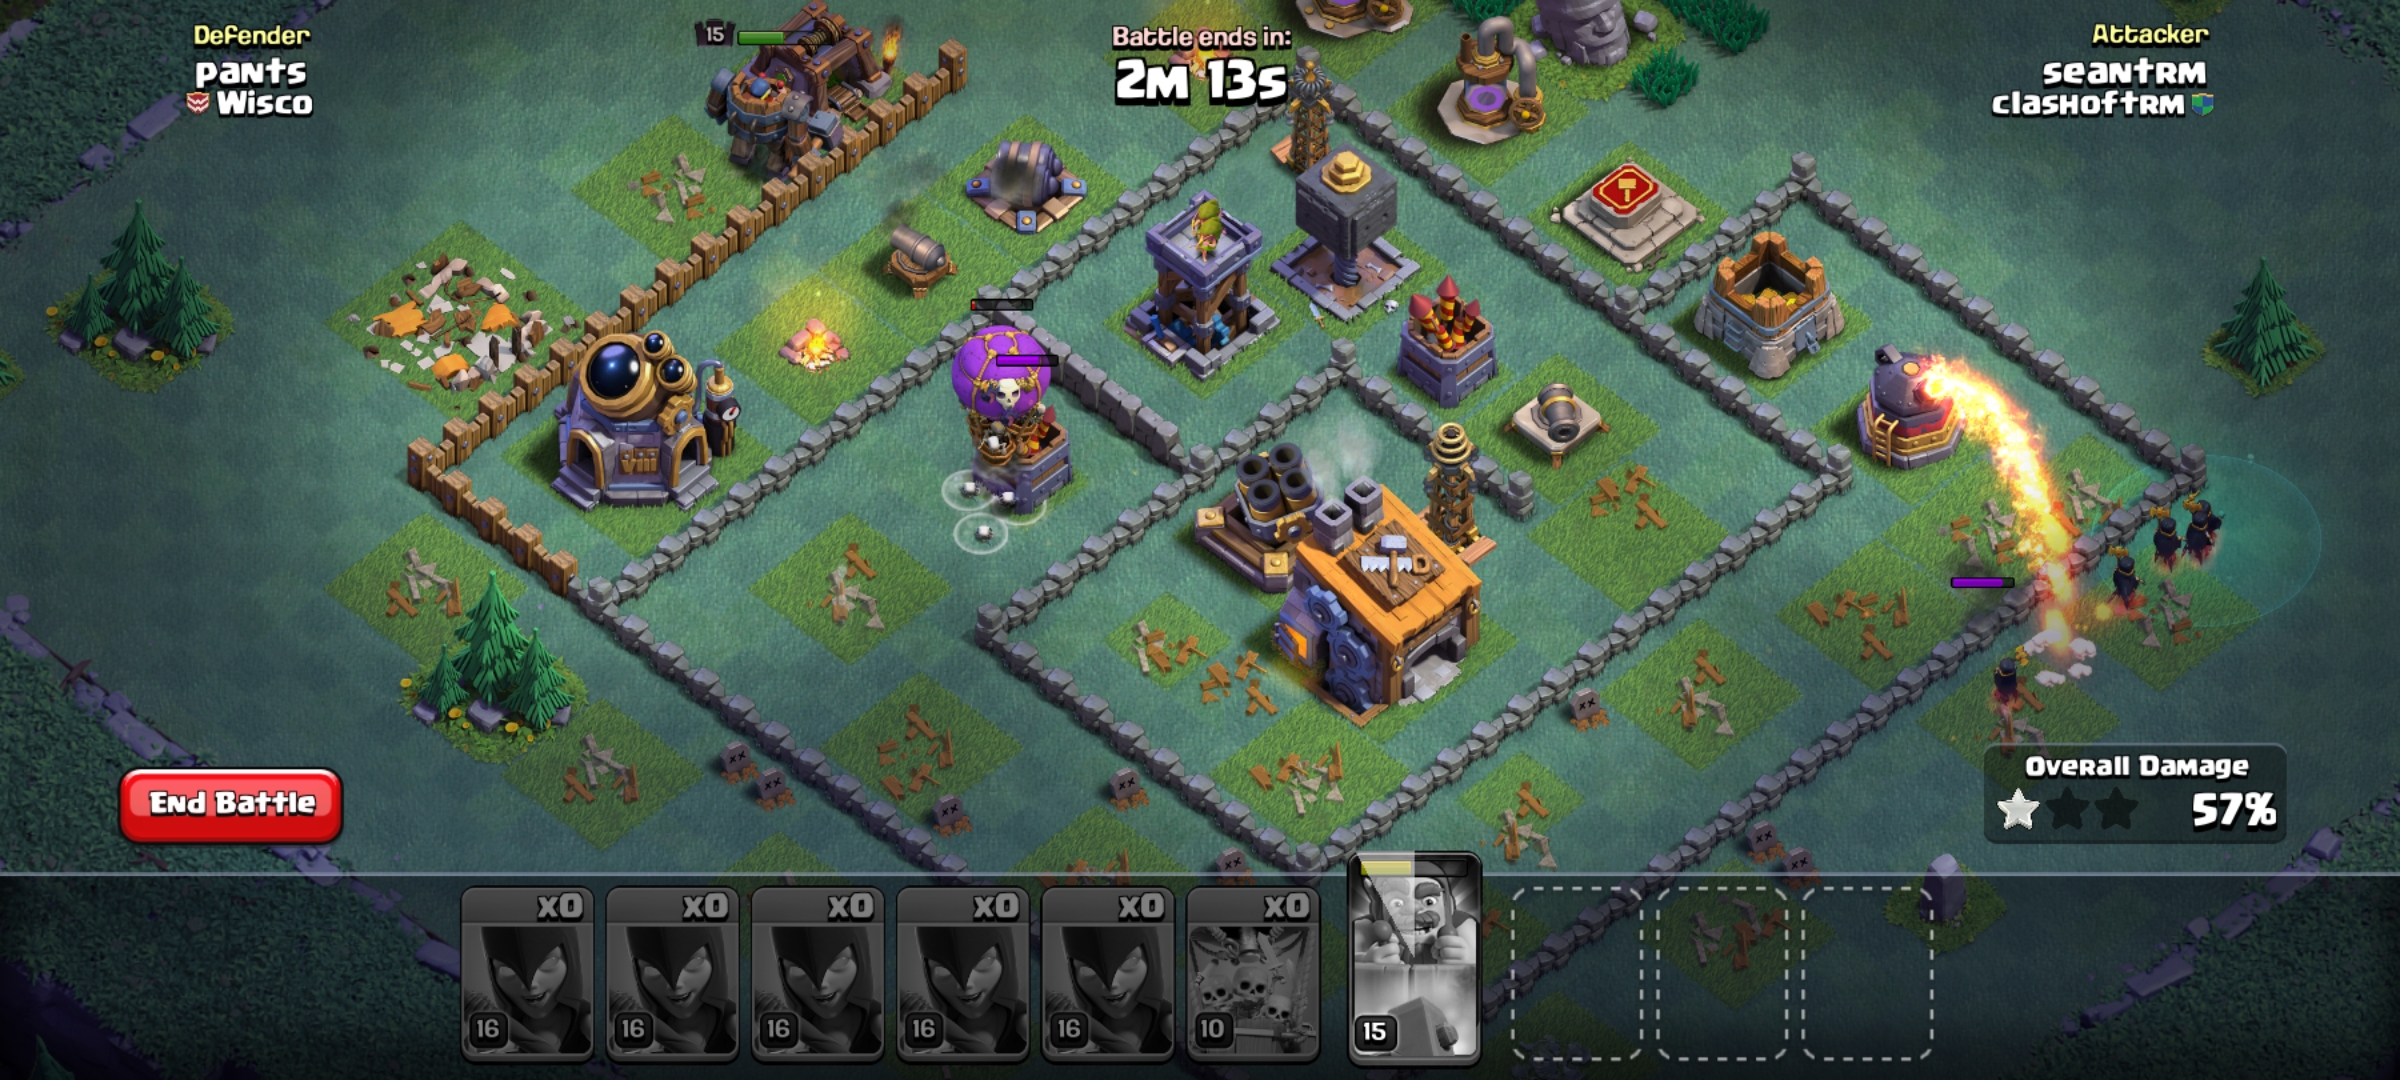 Defender
pants
Wisco
15
Battle ends in:
2M 13s
Attacker
seantrm
clashoftrm
VIII
End Battle
Overall Damage
57%
x0
x0
x0
x0
x0
x0
16
16
16
16
16
10
15